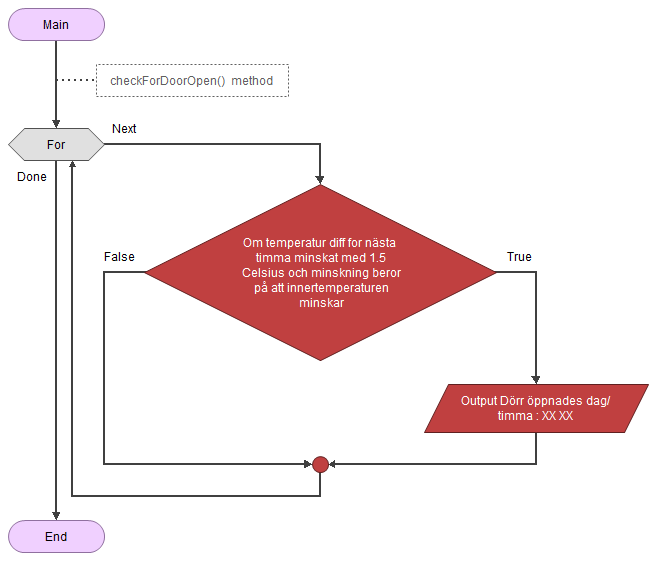 Main
checkForDoorOpen() method
For
Next
Done
Om temperatur diff for nästa
timma minskat med 1.5
Celsius och minskning beror
på att innertemperaturen
minskar
False
True
Output Dörr öppnades dag/
timma : XX XX
End